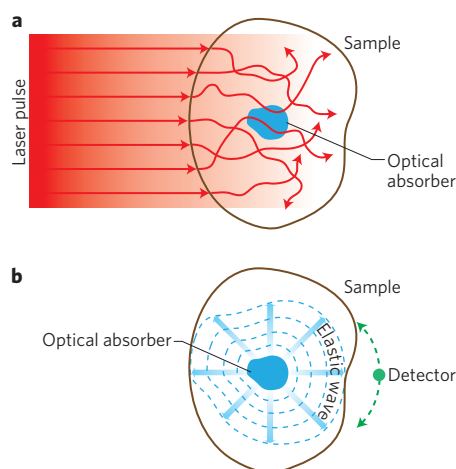 a
Sample
Laser pulse
Optical
absorber
b
Sample
Optical absorber
Elastic wave
Detector